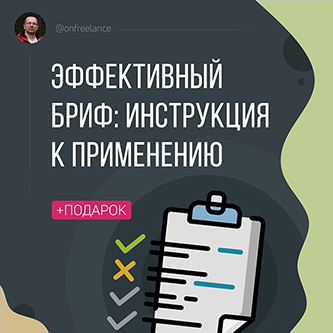 @onfreelance
ЭФФЕКТИВНЫЙ
БРИФ: ИНСТРУКЦИЯ
К ПРИМЕНЕНИЮ
+ПОДАРОК